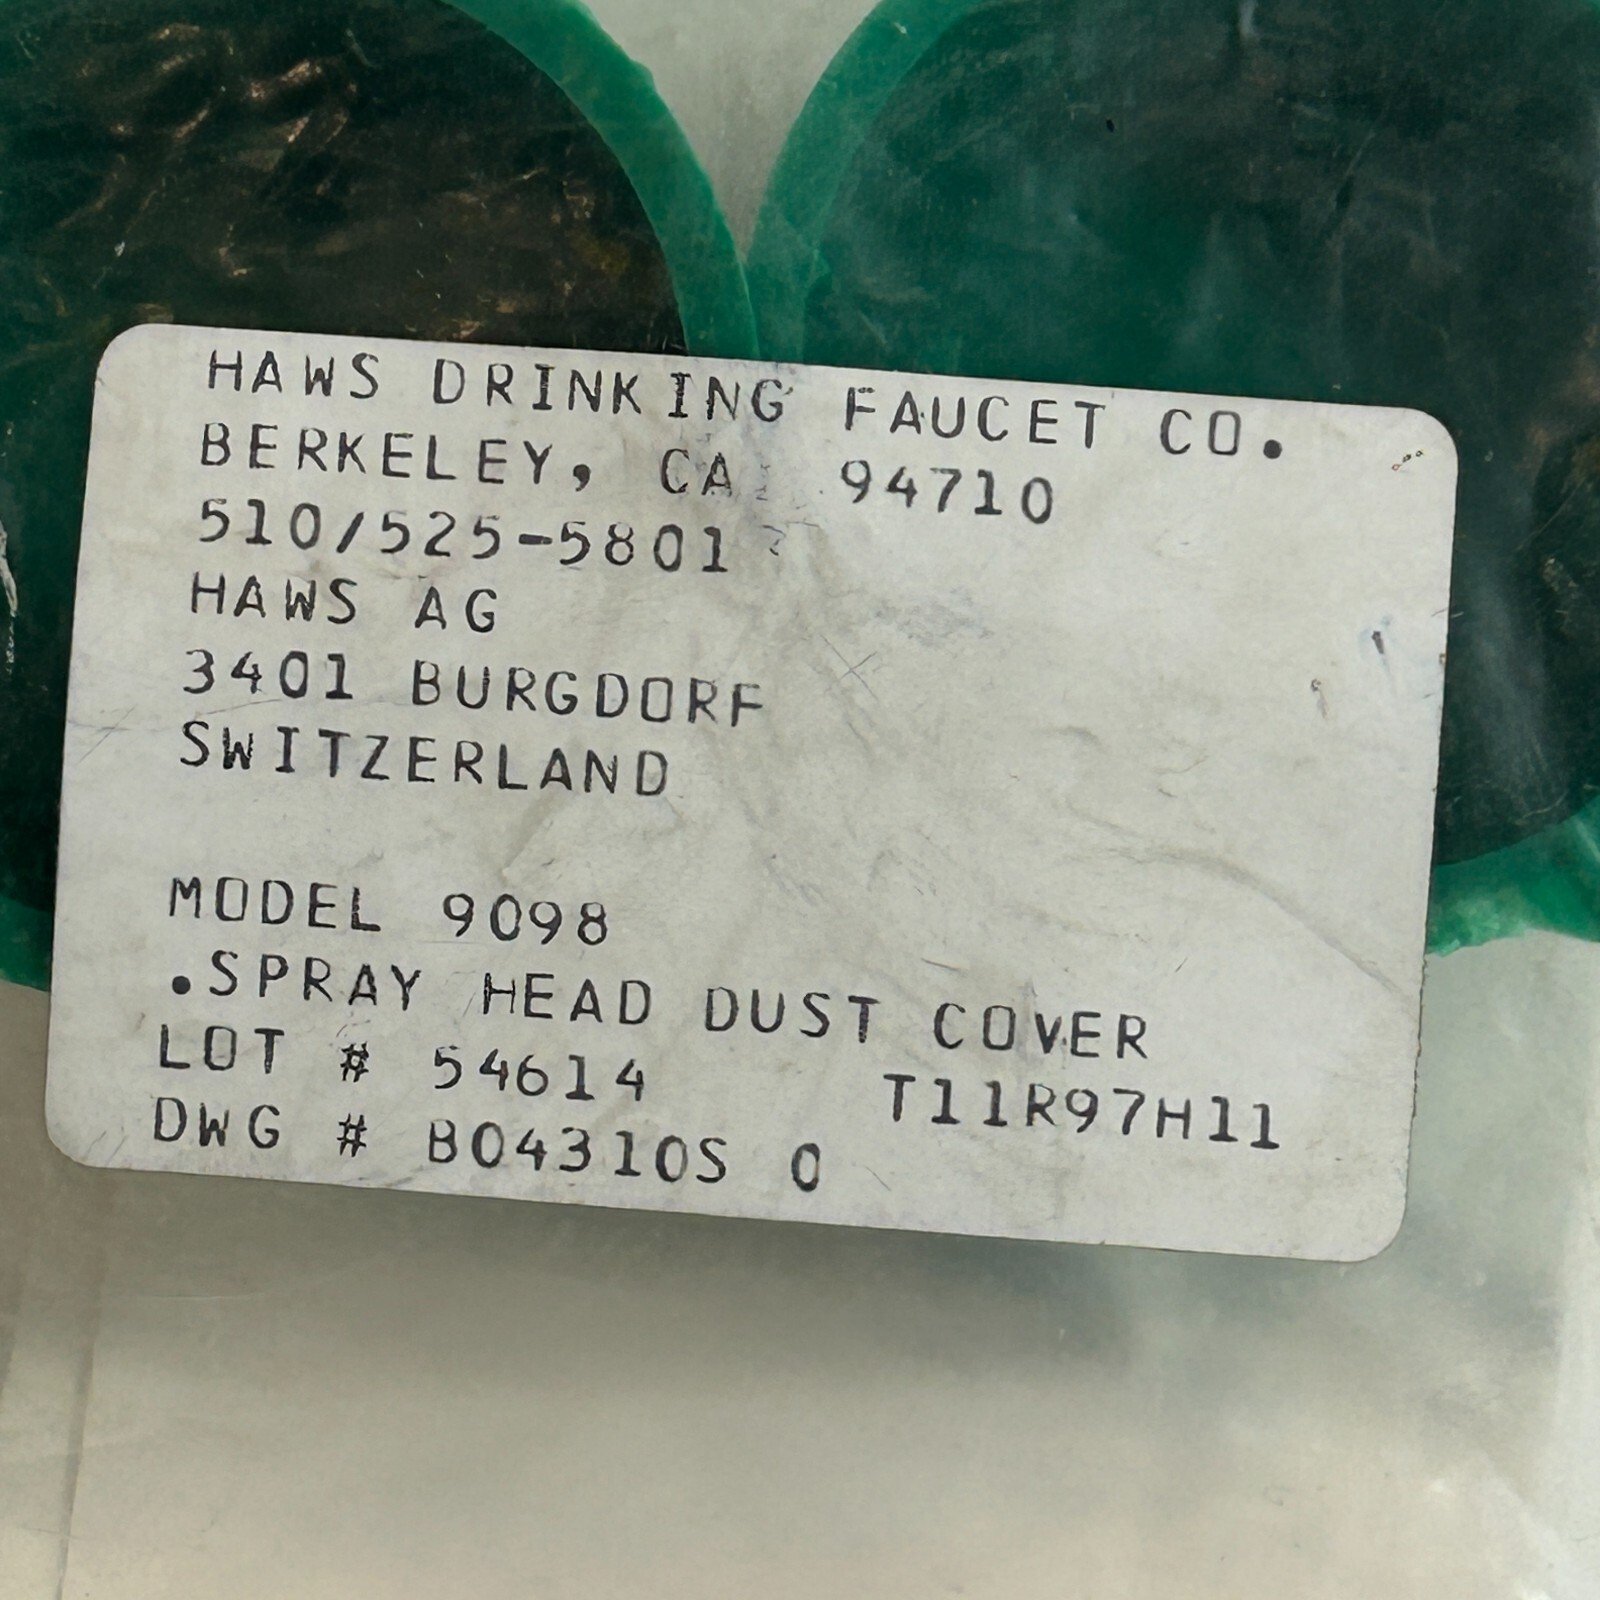 HAWS DRINKING FAUCET CO.
BERKELEY, CA 94710
510/525-5801
HAWS AG
3401 BURGDORF
SWITZERLAND
MODEL 9098
.SPRAY HEAD DUST COVER
LOT # 54614 T11R97H11
DWG # B04310S 0